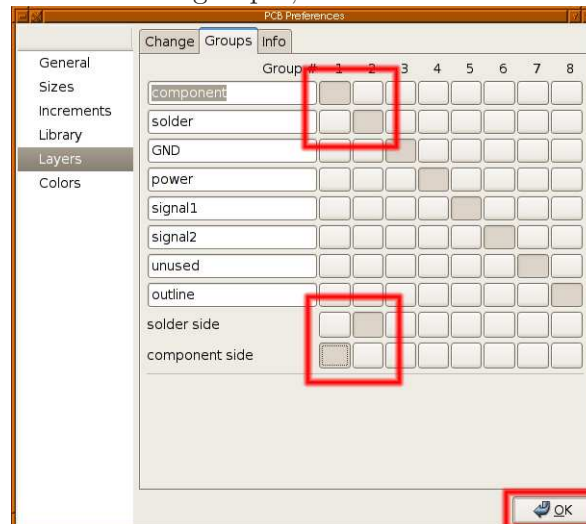 PCB Preferences
General
Sizes
Increments
Library
Layers
Colors
Change Groups Info
Group # 1 2 3 4 5 6 7 8
component
solder
GND
power
signal1
signal2
unused
outline
solder side
component side
OK